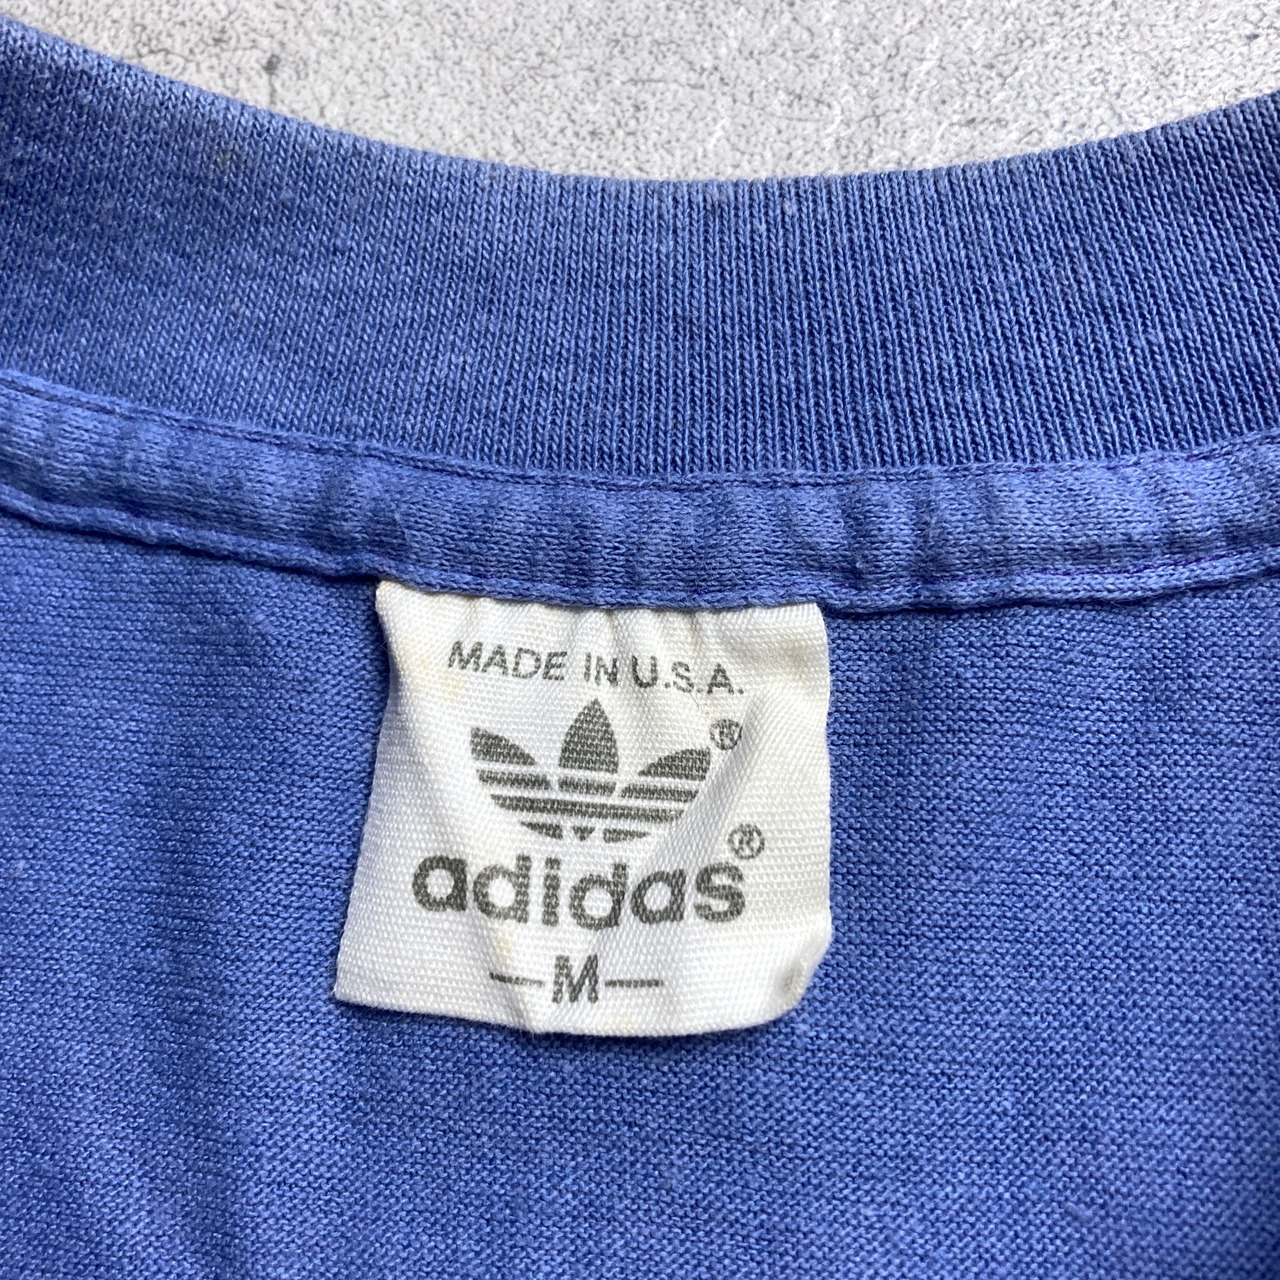 MADE IN U.S.A.
®
adidas®
—M—